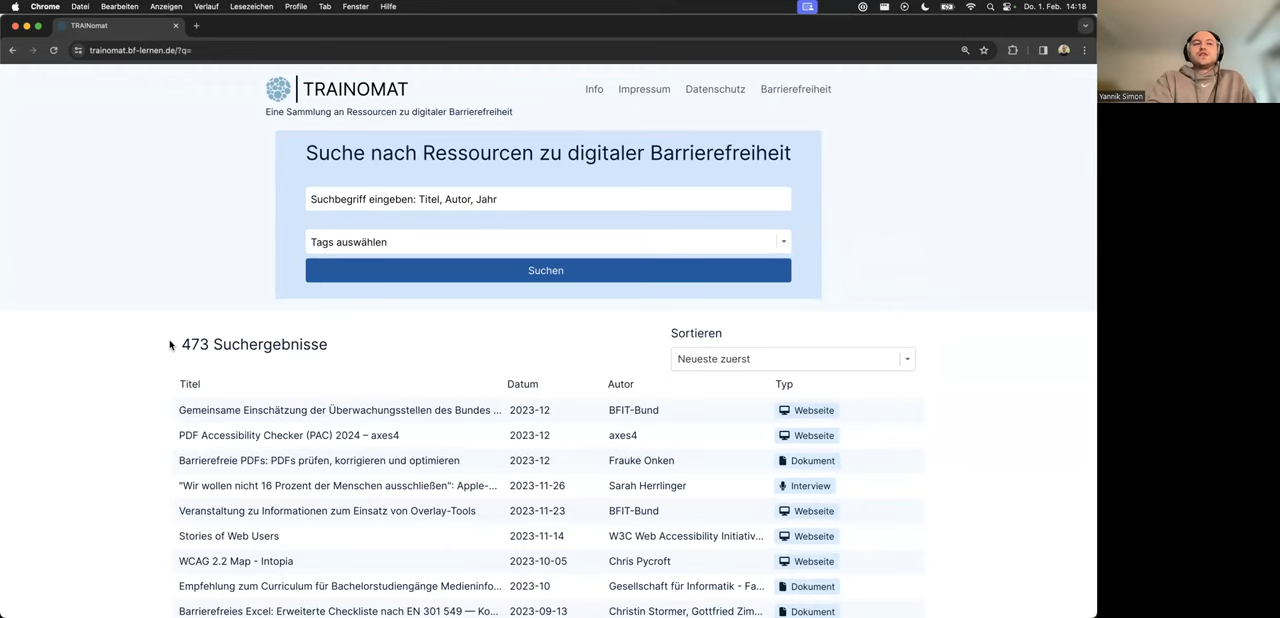 Chrome Datei Bearbeiten Anzeigen Verlauf Lesezeichen Profile Tab Fenster Hilfe Do. 1. Feb. 14:18
TRAINomat
trainomat.bf-lernen.de/?q=
Yannik Simon
TRAINOMAT
Info Impressum Datenschutz Barrierefreiheit
Eine Sammlung an Ressourcen zu digitaler Barrierefreiheit
Suche nach Ressourcen zu digitaler Barrierefreiheit
Suchbegriff eingeben: Titel, Autor, Jahr
Tags auswählen
Suchen
473 Suchergebnisse
Sortieren
Neueste zuerst
Titel Datum Autor Typ
Gemeinsame Einschätzung der Überwachungsstellen des Bundes ... 2023-12 BFIT-Bund Webseite
PDF Accessibility Checker (PAC) 2024 – axes4 2023-12 axes4 Webseite
Barrierefreie PDFs: PDFs prüfen, korrigieren und optimieren 2023-12 Frauke Onken Dokument
"Wir wollen nicht 16 Prozent der Menschen ausschließen": Apple-... 2023-11-26 Sarah Herrlinger Interview
Veranstaltung zu Informationen zum Einsatz von Overlay-Tools 2023-11-23 BFIT-Bund Webseite
Stories of Web Users 2023-11-14 W3C Web Accessibility Initiativ... Webseite
WCAG 2.2 Map - Intopia 2023-10-05 Chris Pycroft Webseite
Empfehlung zum Curriculum für Bachelorstudiengänge Medieninfo... 2023-10 Gesellschaft für Informatik - Fa... Dokument
Barrierefreies Excel: Erweiterte Checkliste nach EN 301 549 — Ko... 2023-09-13 Christin Stormer, Gottfried Zim... Dokument